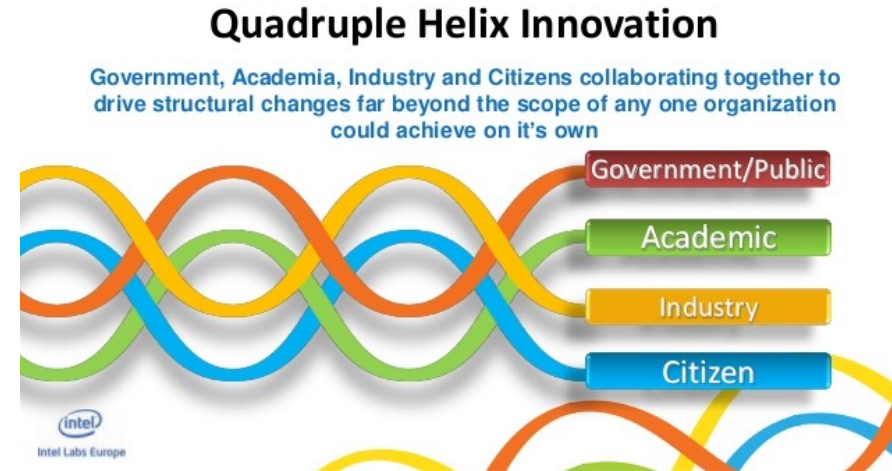 Quadruple Helix Innovation
Government, Academia, Industry and Citizens collaborating together to
drive structural changes far beyond the scope of any one organization
could achieve on it's own
Government/Public
Academic
Industry
Citizen
intel
Intel Labs Europe